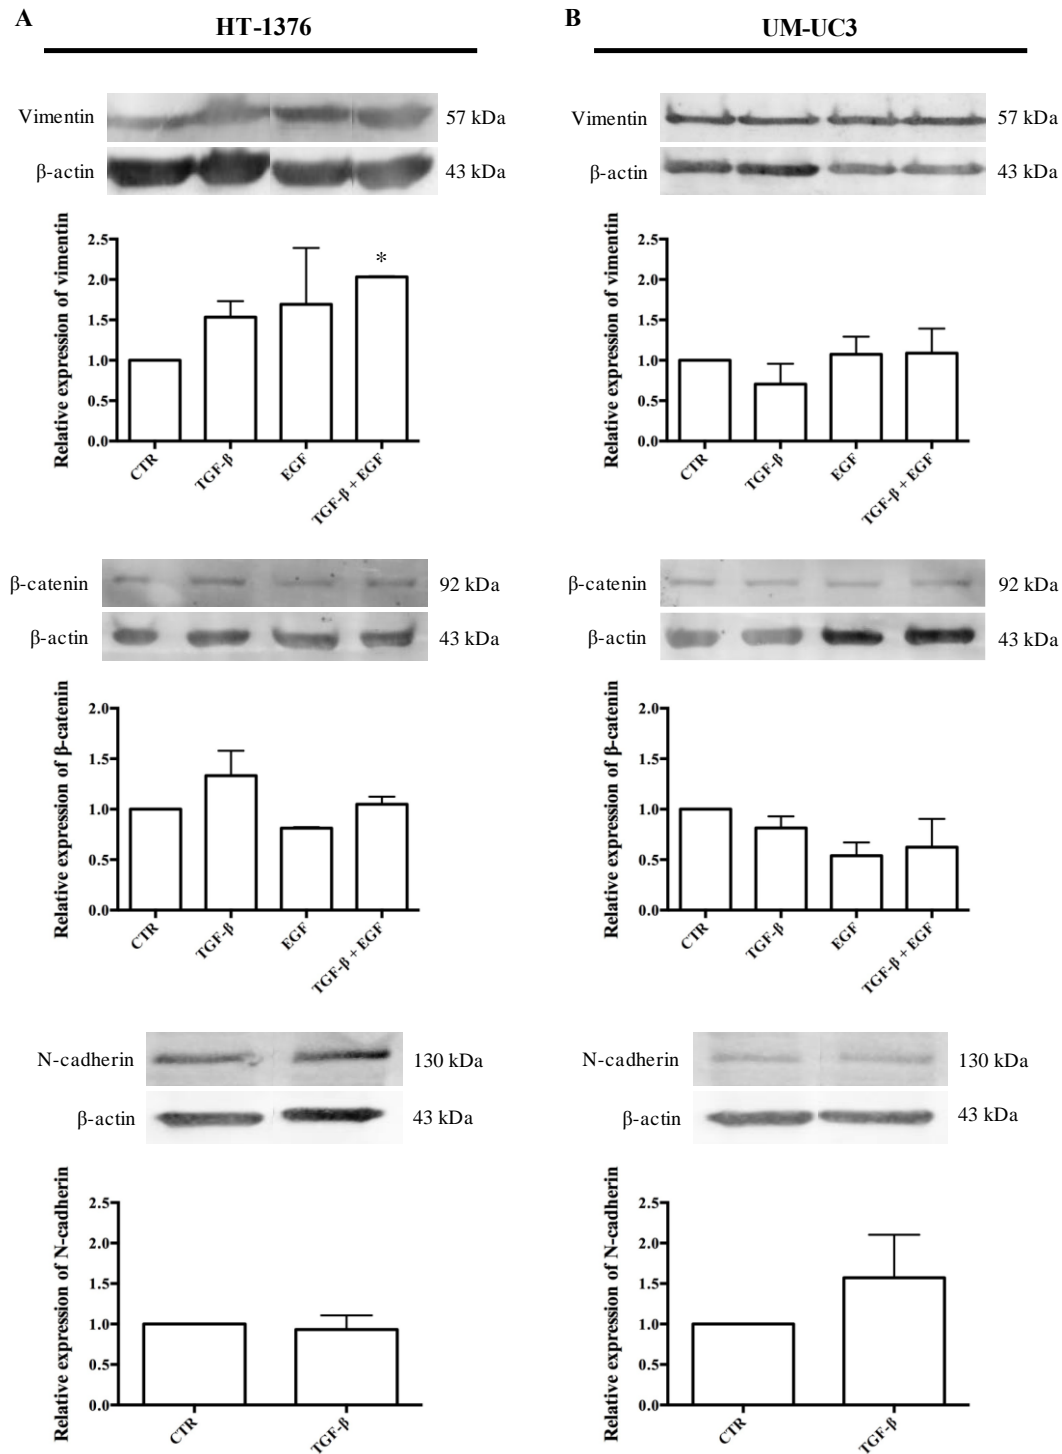 A
HT-1376
Vimentin
57 kDa
β-actin
43 kDa
Relative expression of vimentin
2.5
2.0
1.5
1.0
0.5
0.0
*
CTR
TGF-β
EGF
TGF-β + EGF
β-catenin
92 kDa
β-actin
43 kDa
Relative expression of β-catenin
2.0
1.5
1.0
0.5
0.0
CTR
TGF-β
EGF
TGF-β + EGF
N-cadherin
130 kDa
β-actin
43 kDa
Relative expression of N-cadherin
2.5
2.0
1.5
1.0
0.5
0.0
CTR
TGF-β
B
UM-UC3
Vimentin
57 kDa
β-actin
43 kDa
Relative expression of vimentin
2.5
2.0
1.5
1.0
0.5
0.0
CTR
TGF-β
EGF
TGF-β + EGF
β-catenin
92 kDa
β-actin
43 kDa
Relative expression of β-catenin
2.0
1.5
1.0
0.5
0.0
CTR
TGF-β
EGF
TGF-β + EGF
N-cadherin
130 kDa
β-actin
43 kDa
Relative expression of N-cadherin
2.5
2.0
1.5
1.0
0.5
0.0
CTR
TGF-β